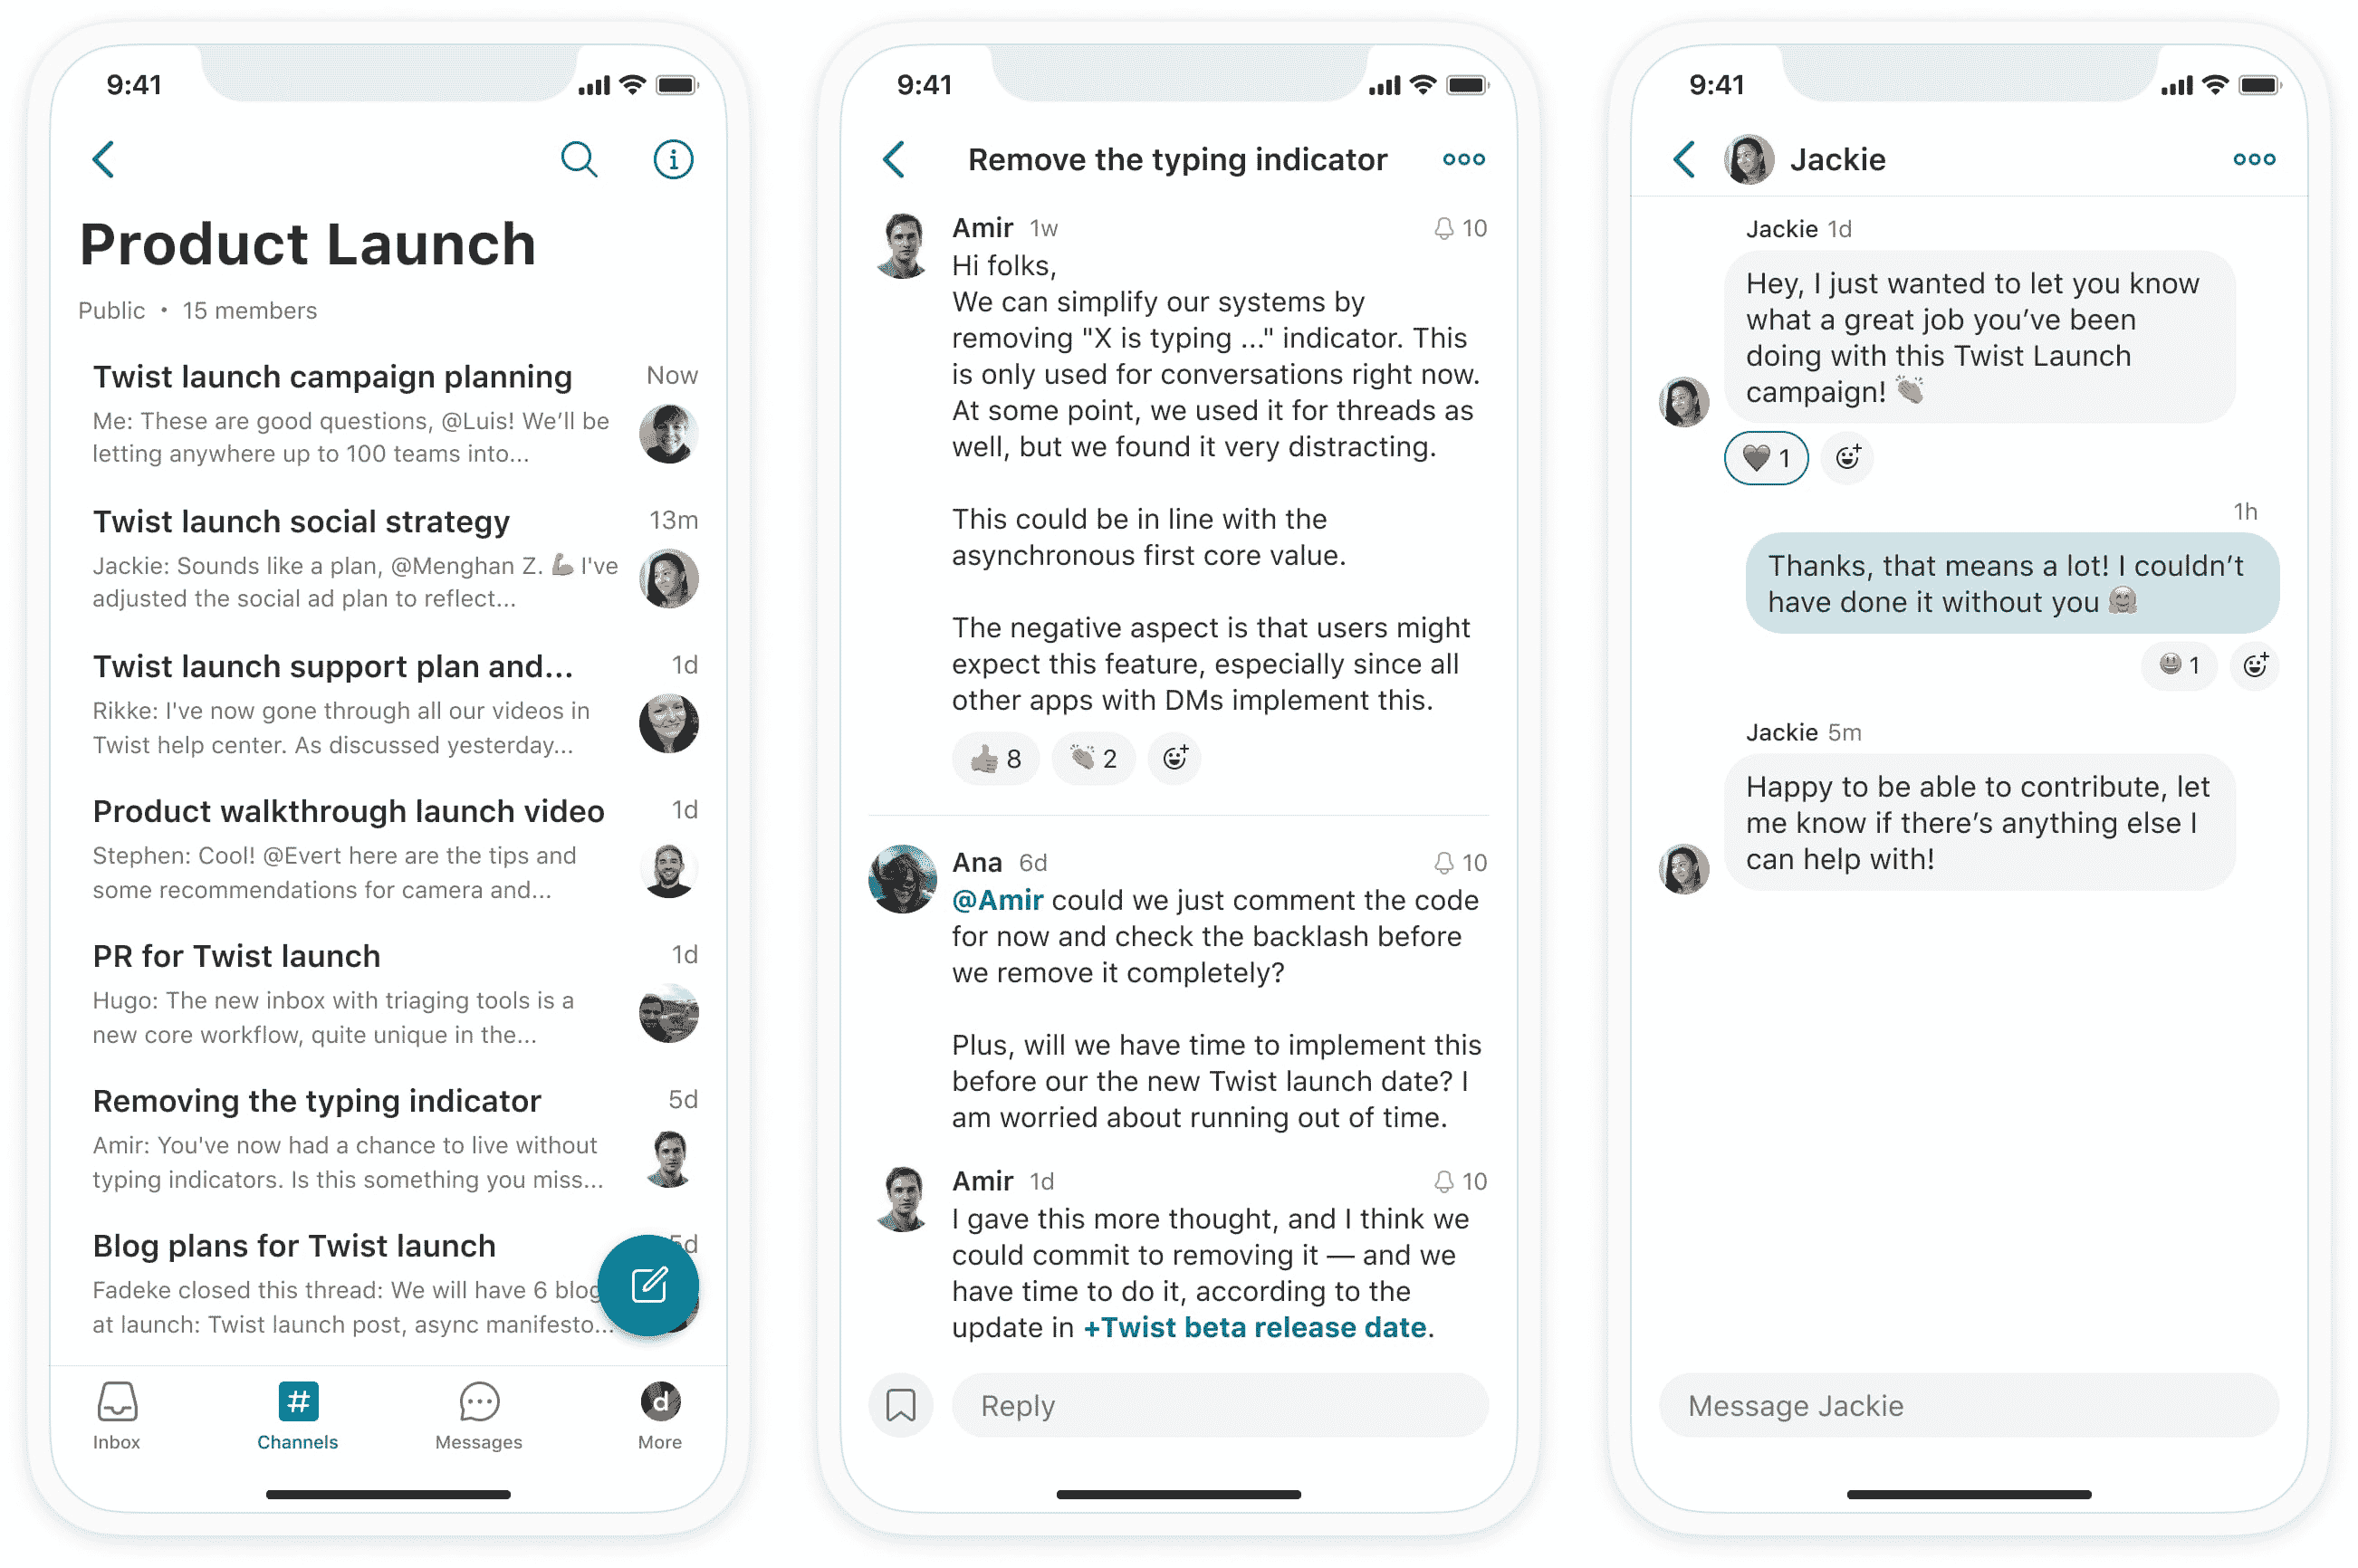 9:41
Product Launch
Public • 15 members
Twist launch campaign planning
Now
Me: These are good questions, @Luis! We’ll be
letting anywhere up to 100 teams into...
Twist launch social strategy
13m
Jackie: Sounds like a plan, @Menghan Z. 💪 I've
adjusted the social ad plan to reflect...
Twist launch support plan and...
1d
Rikke: I've now gone through all our videos in
Twist help center. As discussed yesterday...
Product walkthrough launch video
1d
Stephen: Cool! @Evert here are the tips and
some recommendations for camera and...
PR for Twist launch
1d
Hugo: The new inbox with triaging tools is a
new core workflow, quite unique in the...
Removing the typing indicator
5d
Amir: You've now had a chance to live without
typing indicators. Is this something you miss...
Blog plans for Twist launch
5d
Fadeke closed this thread: We will have 6 blog
at launch: Twist launch post, async manifesto...
Inbox
Channels
Messages
d
More
9:41
Remove the typing indicator
Amir 1w
10
Hi folks,
We can simplify our systems by
removing "X is typing ..." indicator. This
is only used for conversations right now.
At some point, we used it for threads as
well, but we found it very distracting.
This could be in line with the
asynchronous first core value.
The negative aspect is that users might
expect this feature, especially since all
other apps with DMs implement this.
👍 8
👏 2
Ana 6d
10
@Amir could we just comment the code
for now and check the backlash before
we remove it completely?
Plus, will we have time to implement this
before our the new Twist launch date? I
am worried about running out of time.
Amir 1d
10
I gave this more thought, and I think we
could commit to removing it — and we
have time to do it, according to the
update in +Twist beta release date.
Reply
9:41
Jackie
Jackie 1d
Hey, I just wanted to let you know
what a great job you’ve been
doing with this Twist Launch
campaign! 👏
🖤 1
1h
Thanks, that means a lot! I couldn’t
have done it without you 🤗
😀 1
Jackie 5m
Happy to be able to contribute, let
me know if there’s anything else I
can help with!
Message Jackie